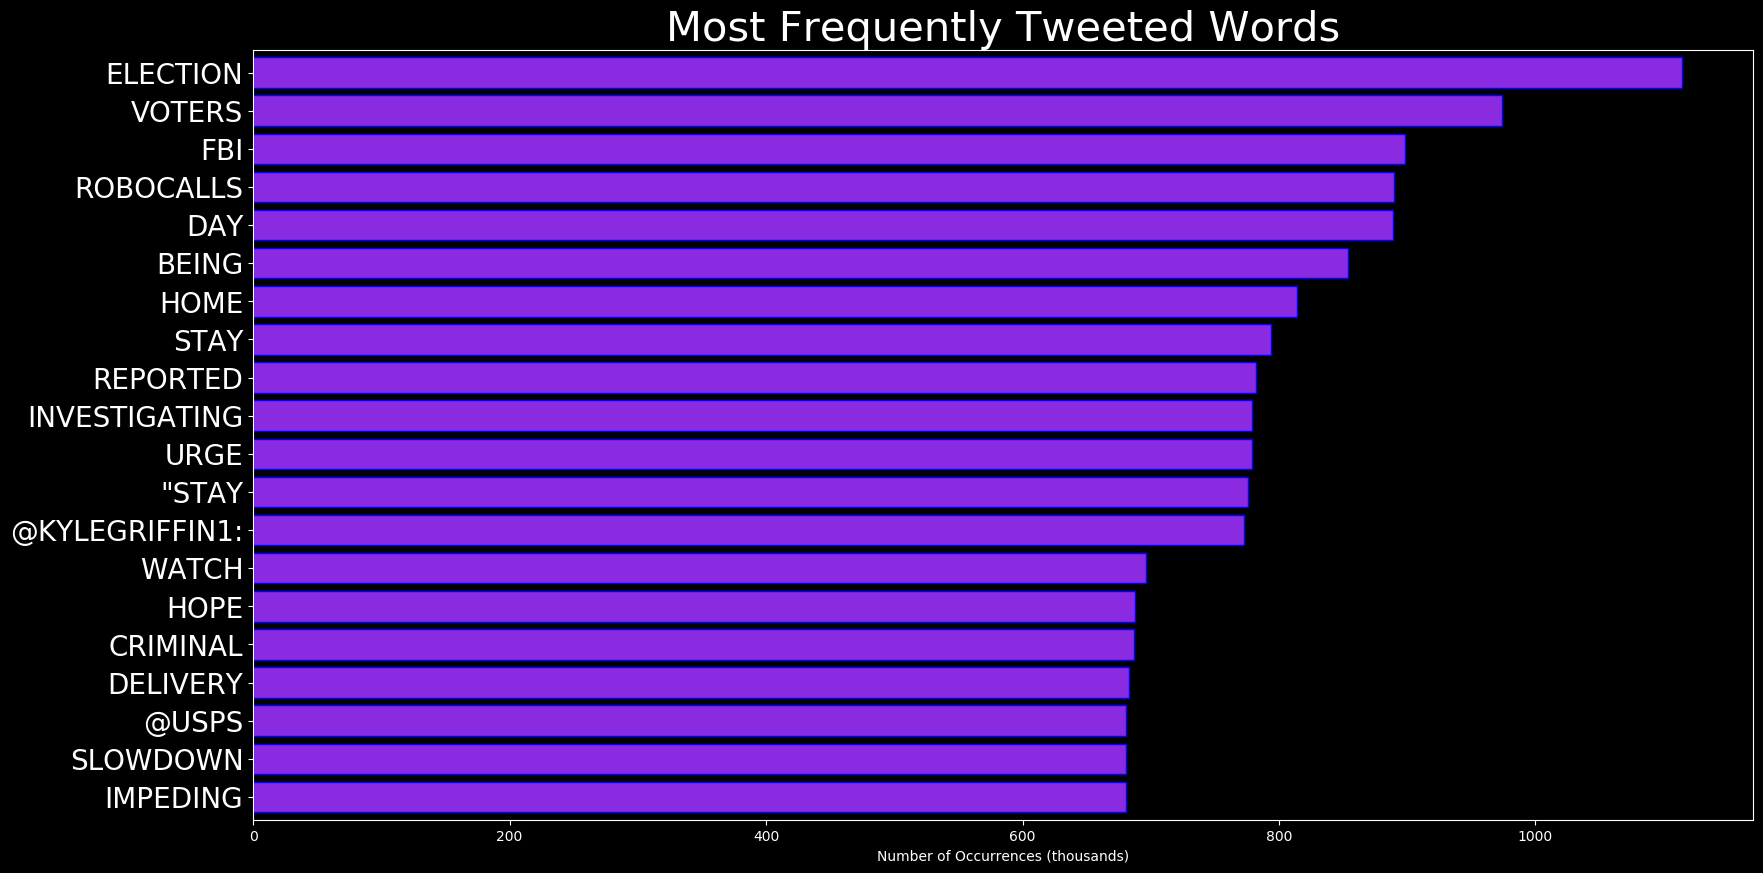 Most Frequently Tweeted Words
ELECTION
VOTERS
FBI
ROBOCALLS
DAY
BEING
HOME
STAY
REPORTED
INVESTIGATING
URGE
"STAY
@KYLEGRIFFIN1:
WATCH
HOPE
CRIMINAL
DELIVERY
@USPS
SLOWDOWN
IMPEDING
0 200 400 600 800 1000
Number of Occurrences (thousands)